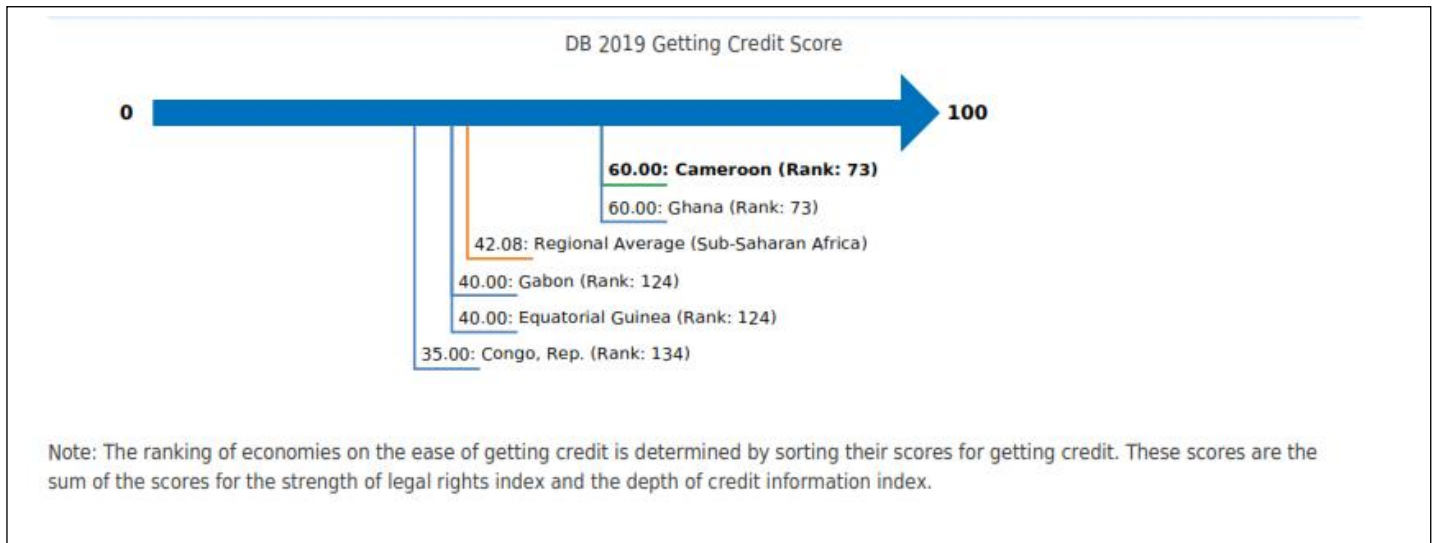 DB 2019 Getting Credit Score
0
100
60.00: Cameroon (Rank: 73)
60.00: Ghana (Rank: 73)
42.08: Regional Average (Sub-Saharan Africa)
40.00: Gabon (Rank: 124)
40.00: Equatorial Guinea (Rank: 124)
35.00: Congo, Rep. (Rank: 134)
Note: The ranking of economies on the ease of getting credit is determined by sorting their scores for getting credit. These scores are the
sum of the scores for the strength of legal rights index and the depth of credit information index.